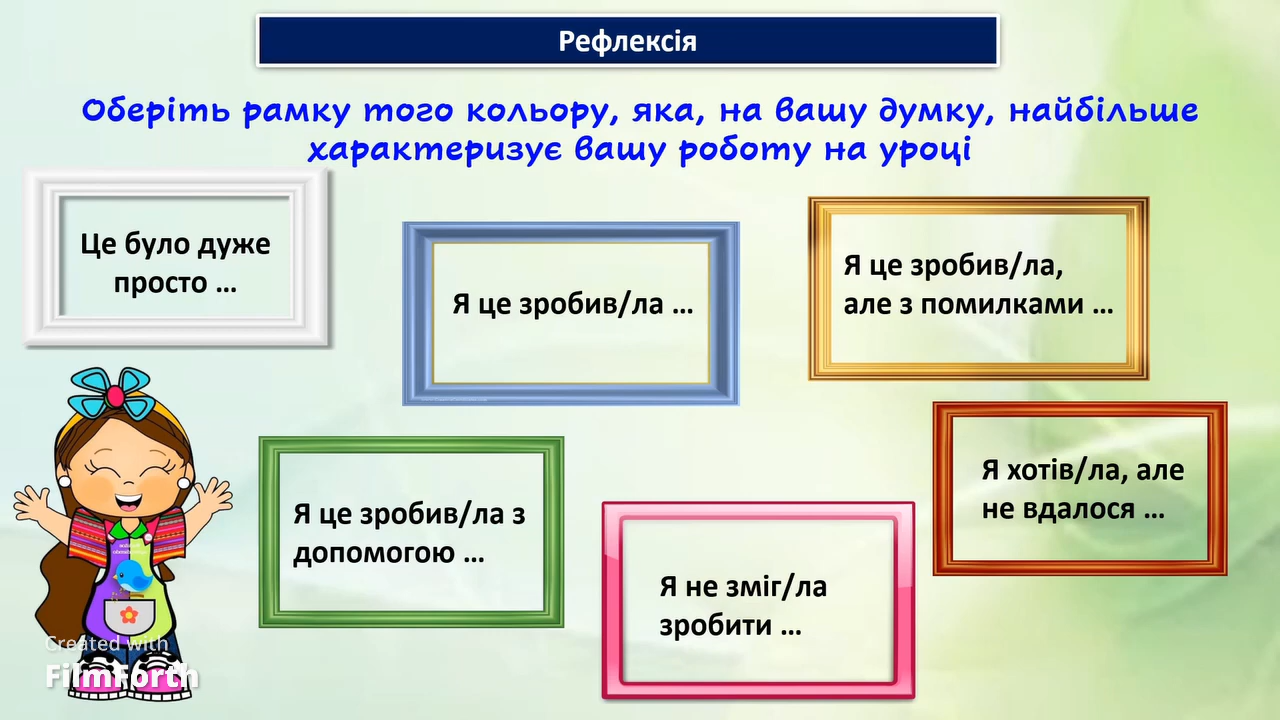 Рефлексія
Оберіть рамку того кольору, яка, на вашу думку, найбільше
характеризує вашу роботу на уроці
Це було дуже
просто ...
Я це зробив/ла ...
Я це зробив/ла,
але з помилками ...
Я це зробив/ла з
допомогою ...
Я не зміг/ла
зробити ...
Я хотів/ла, але
не вдалося ...
Created with
FilmForth